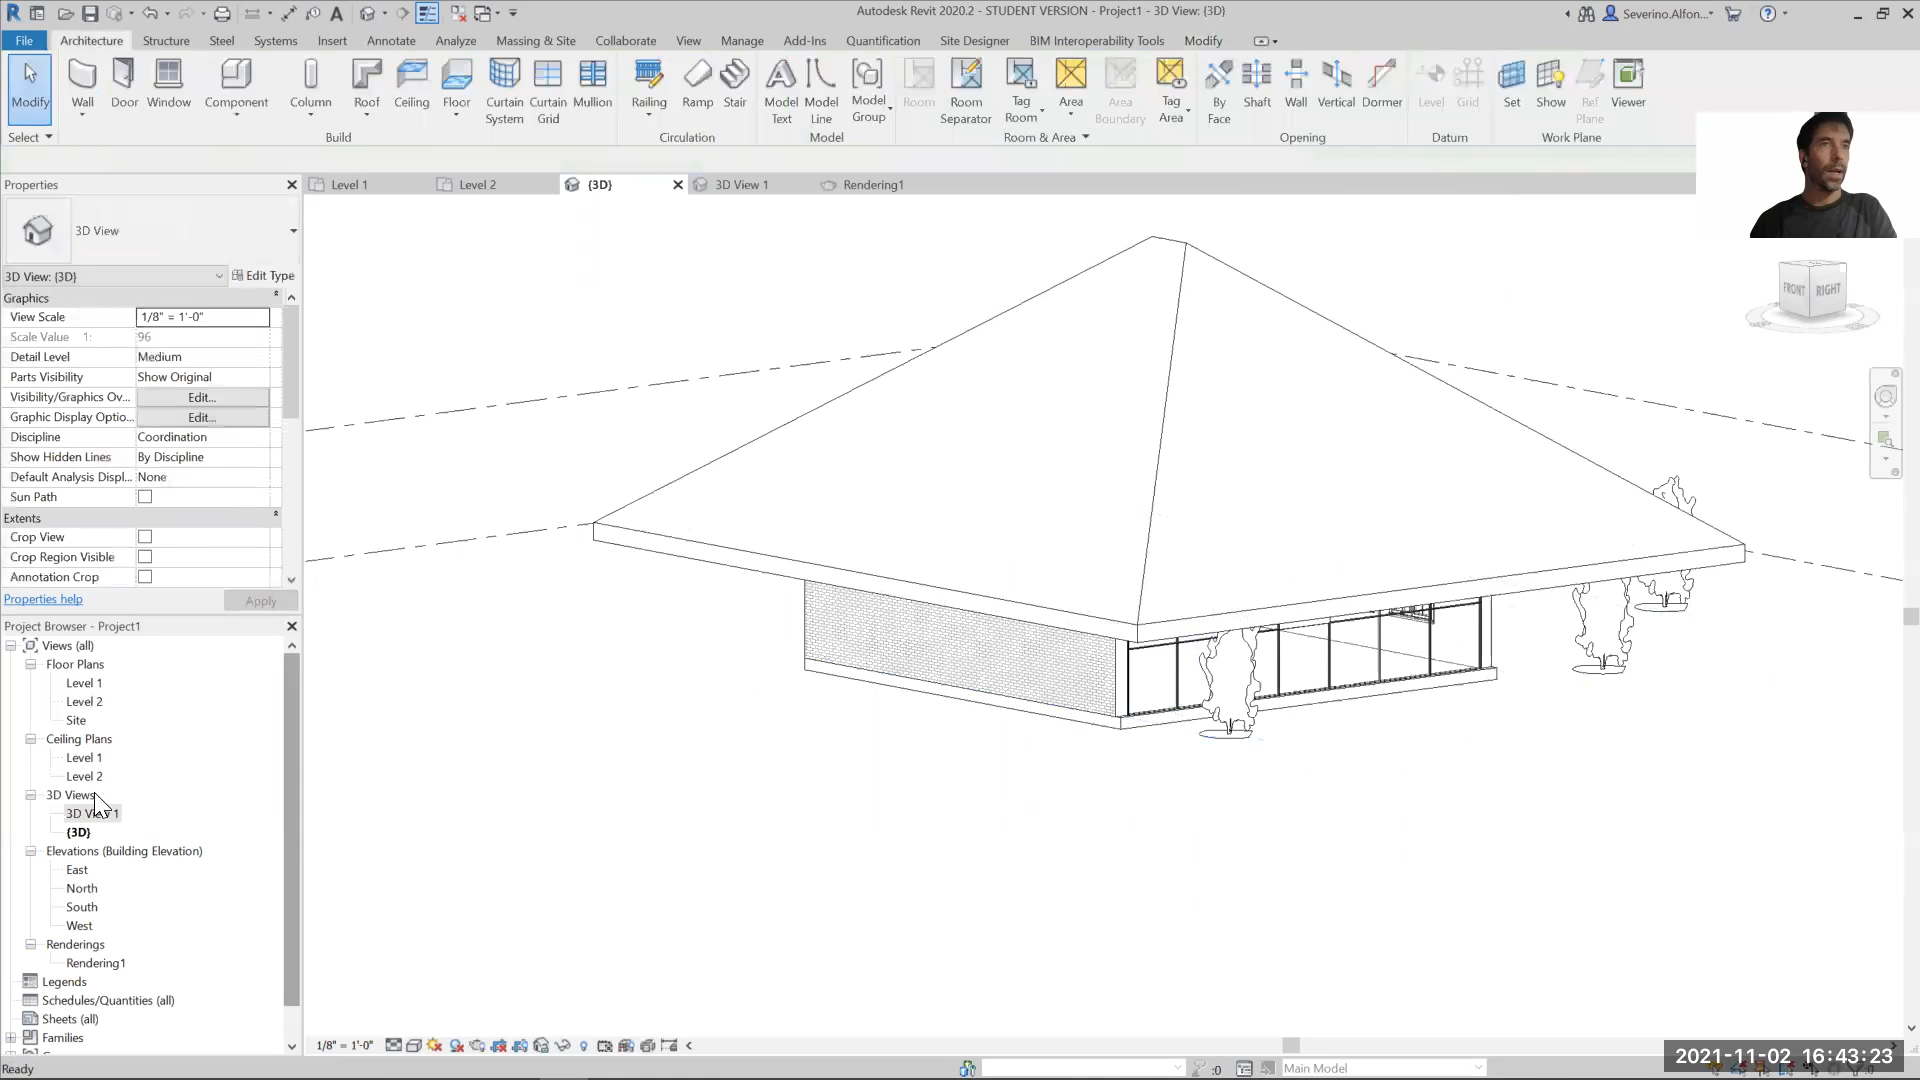 Autodesk Revit 2020.2 - STUDENT VERSION - Project1 - 3D View: {3D}
Severino.Alfon...
File Architecture Structure Steel Systems Insert Annotate Analyze Massing & Site Collaborate View Manage Add-Ins Quantification Site Designer BIM Interoperability Tools Modify
Modify Wall Door Window Component Column Roof Ceiling Floor Curtain System Curtain Grid Mullion Railing Ramp Stair Model Text Model Line Model Group Room Room Separator Tag Room Area Area Boundary Tag Area By Face Shaft Wall Vertical Dormer Level Grid Set Show Ref Plane Viewer
Select Build Circulation Model Room & Area Opening Datum Work Plane
Properties
Level 1 Level 2 {3D} 3D View 1 Rendering1
3D View
3D View: {3D} Edit Type
Graphics
View Scale 1/8" = 1'-0"
Scale Value 1: 96
Detail Level Medium
Parts Visibility Show Original
Visibility/Graphics Ov... Edit...
Graphic Display Optio... Edit...
Discipline Coordination
Show Hidden Lines By Discipline
Default Analysis Displ... None
Sun Path
Extents
Crop View
Crop Region Visible
Annotation Crop
Properties help Apply
FRONT RIGHT
Project Browser - Project1
Views (all)
Floor Plans
Level 1
Level 2
Site
Ceiling Plans
Level 1
Level 2
3D Views
3D View 1
{3D}
Elevations (Building Elevation)
East
North
South
West
Renderings
Rendering1
Legends
Schedules/Quantities (all)
Sheets (all)
Families
1/8" = 1'-0"
Ready
:0
Main Model
2021-11-02 16:43:23